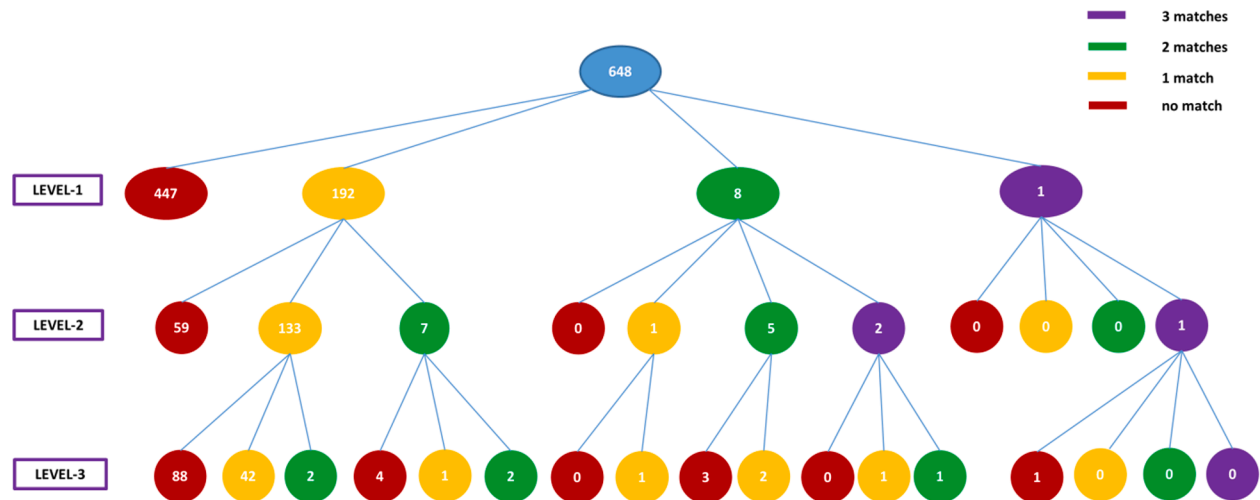 3 matches
2 matches
1 match
no match
648
LEVEL-1
447 192 8 1
LEVEL-2
59 133 7 0 1 5 2 0 0 0 1
LEVEL-3
88 42 2 4 1 2 0 1 3 2 0 1 1 1 0 0 0